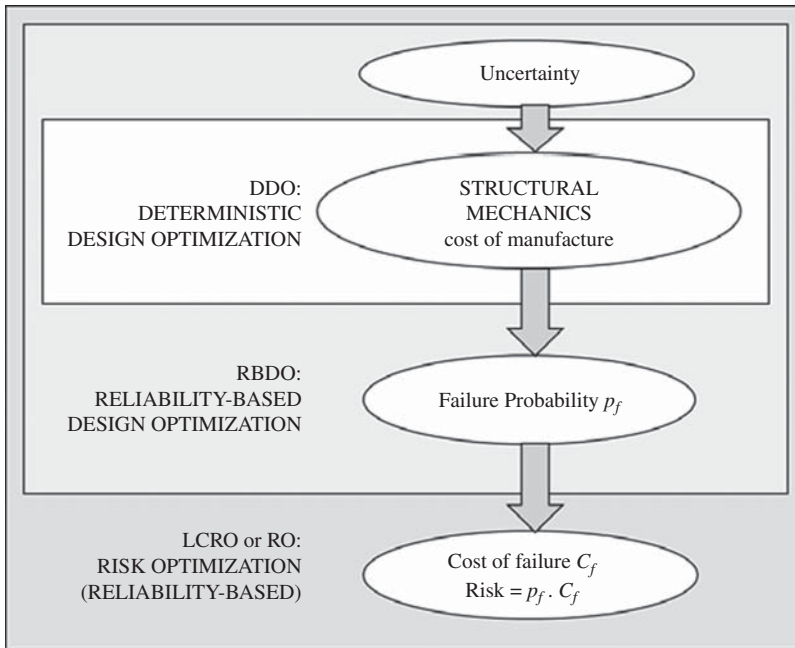 Uncertainty
DDO:
DETERMINISTIC
DESIGN OPTIMIZATION
STRUCTURAL
MECHANICS
cost of manufacture
RBDO:
RELIABILITY-BASED
DESIGN OPTIMIZATION
Failure Probability p_f
LCRO or RO:
RISK OPTIMIZATION
(RELIABILITY-BASED)
Cost of failure C_f
Risk = p_f . C_f